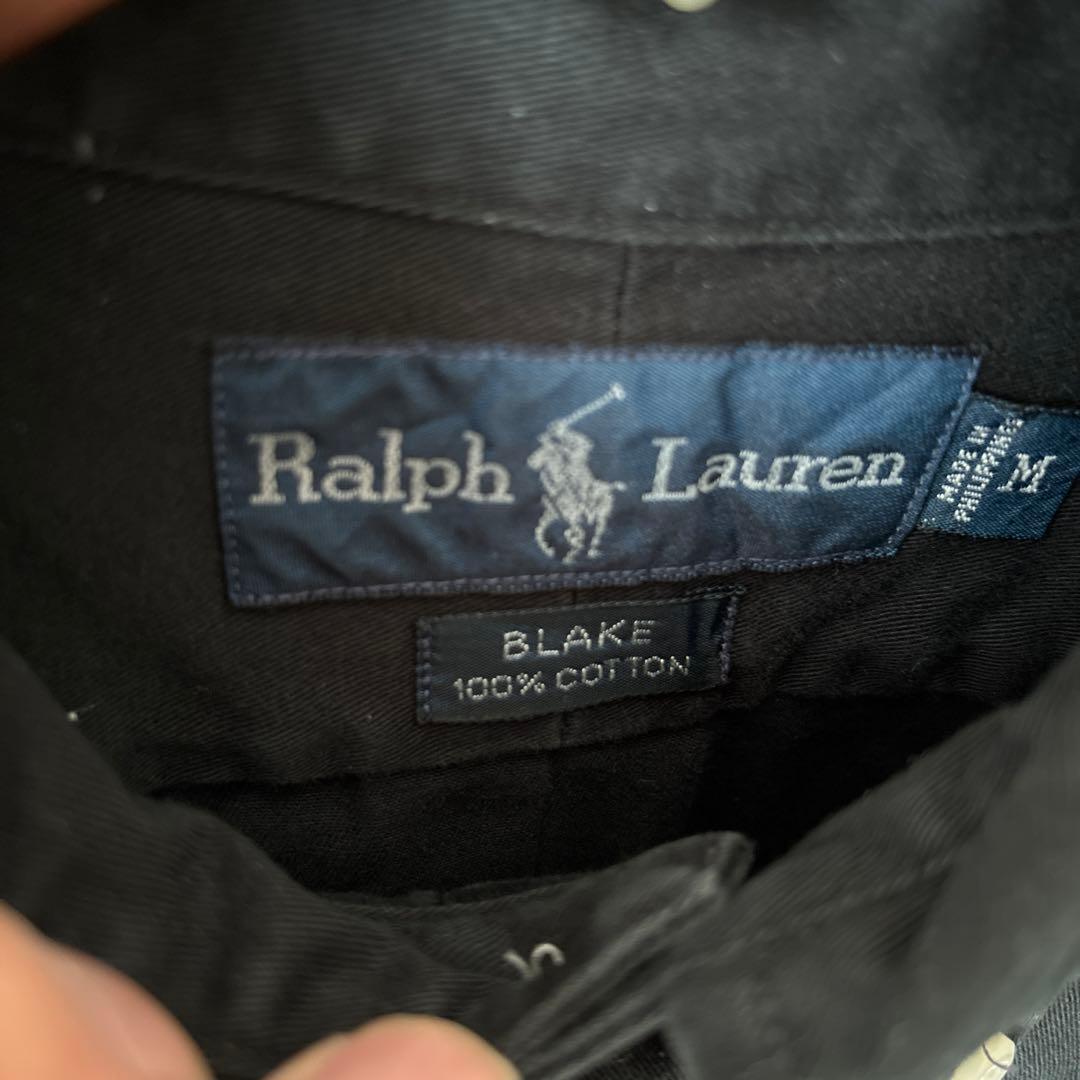 Ralph Lauren
MADE IN
PHILIPPINES
M
BLAKE
100% COTTON